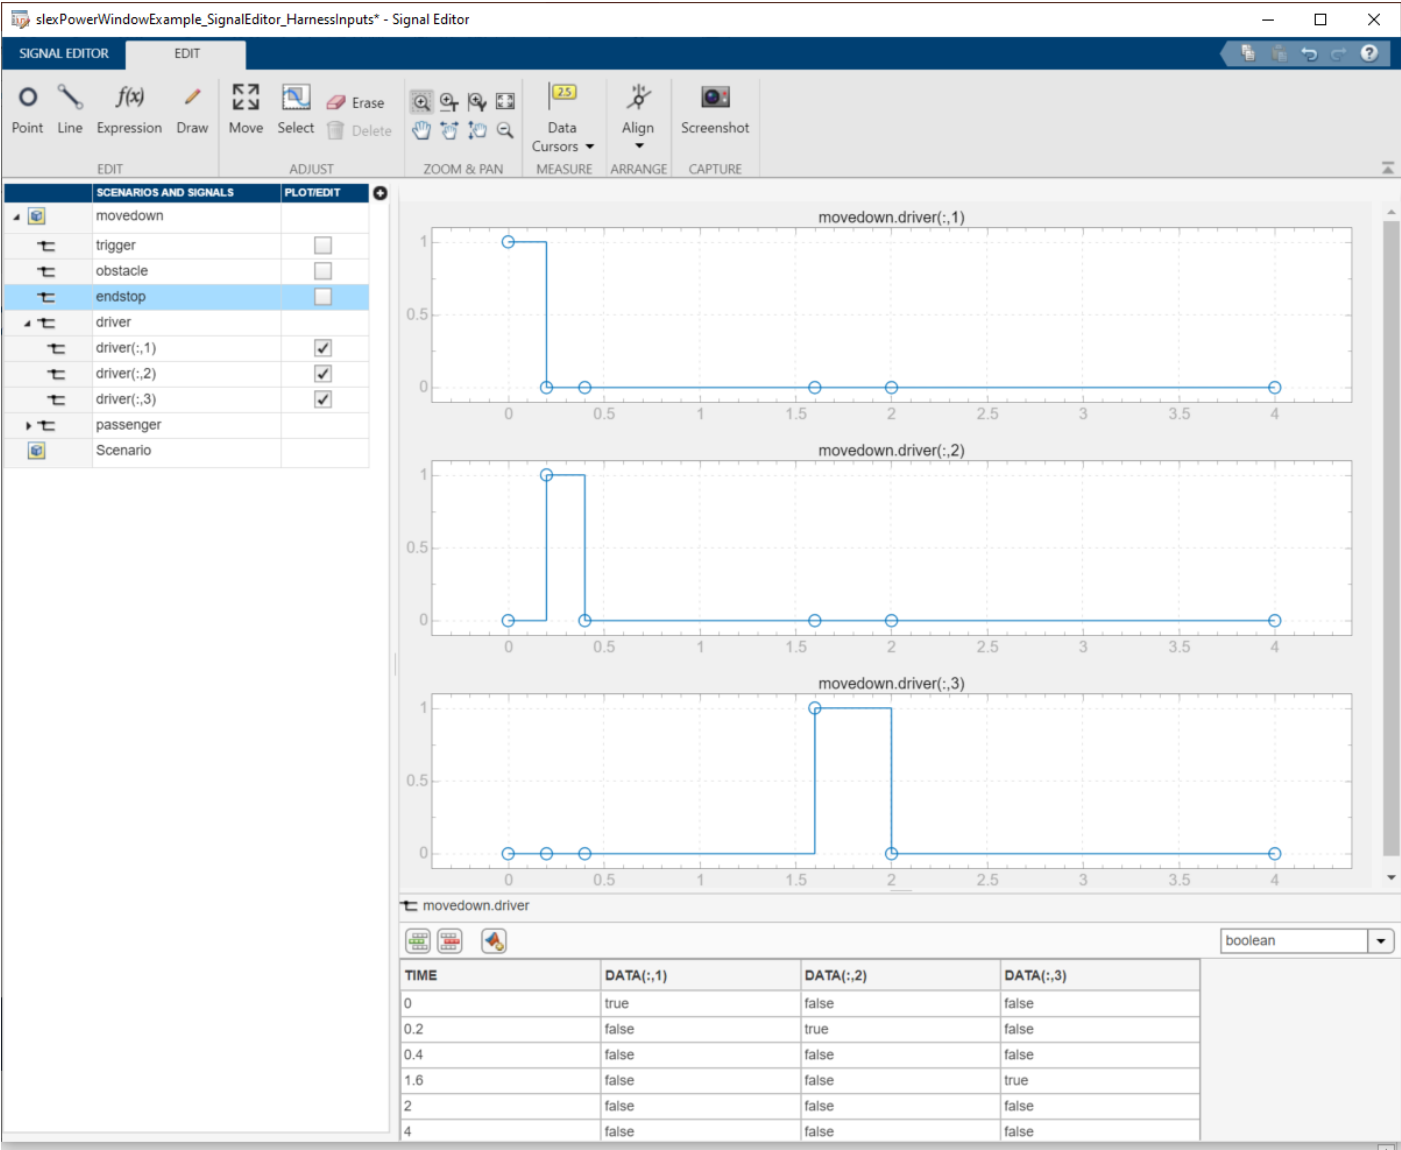 slexPowerWindowExample_SignalEditor_HarnessInputs* - Signal Editor
SIGNAL EDITOR EDIT
Point Line f(x) Expression Draw Move Select Erase Delete 2.5 Data Cursors Align Screenshot
EDIT ADJUST ZOOM & PAN MEASURE ARRANGE CAPTURE
SCENARIOS AND SIGNALS PLOT/EDIT
movedown
trigger
obstacle
endstop
driver
driver(:,1)
driver(:,2)
driver(:,3)
passenger
Scenario
movedown.driver(:,1)
1
0.5
0
0 0.5 1 1.5 2 2.5 3 3.5 4
movedown.driver(:,2)
1
0.5
0
0 0.5 1 1.5 2 2.5 3 3.5 4
movedown.driver(:,3)
1
0.5
0
0 0.5 1 1.5 2 2.5 3 3.5 4
movedown.driver
boolean
TIME DATA(:,1) DATA(:,2) DATA(:,3)
0 true false false
0.2 false true false
0.4 false false false
1.6 false false true
2 false false false
4 false false false